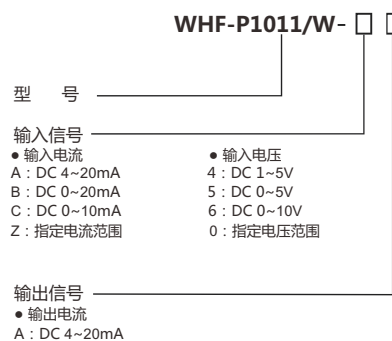 WHF-P1011/W- □ □
型 号
输入信号
● 输入电流 ● 输入电压
A：DC 4~20mA 4：DC 1~5V
B：DC 0~20mA 5：DC 0~5V
C：DC 0~10mA 6：DC 0~10V
Z：指定电流范围 0：指定电压范围
输出信号
● 输出电流
A：DC 4~20mA